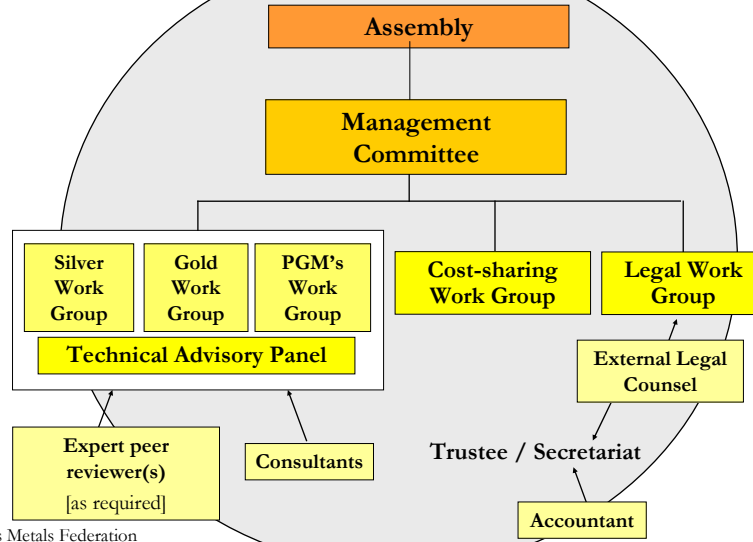 Assembly
Management
Committee
Silver
Work
Group
Gold
Work
Group
PGM's
Work
Group
Technical Advisory Panel
Cost-sharing
Work Group
Legal Work
Group
External Legal
Counsel
Expert peer
reviewer(s)
[as required]
Consultants
Trustee / Secretariat
Accountant
s Metals Federation